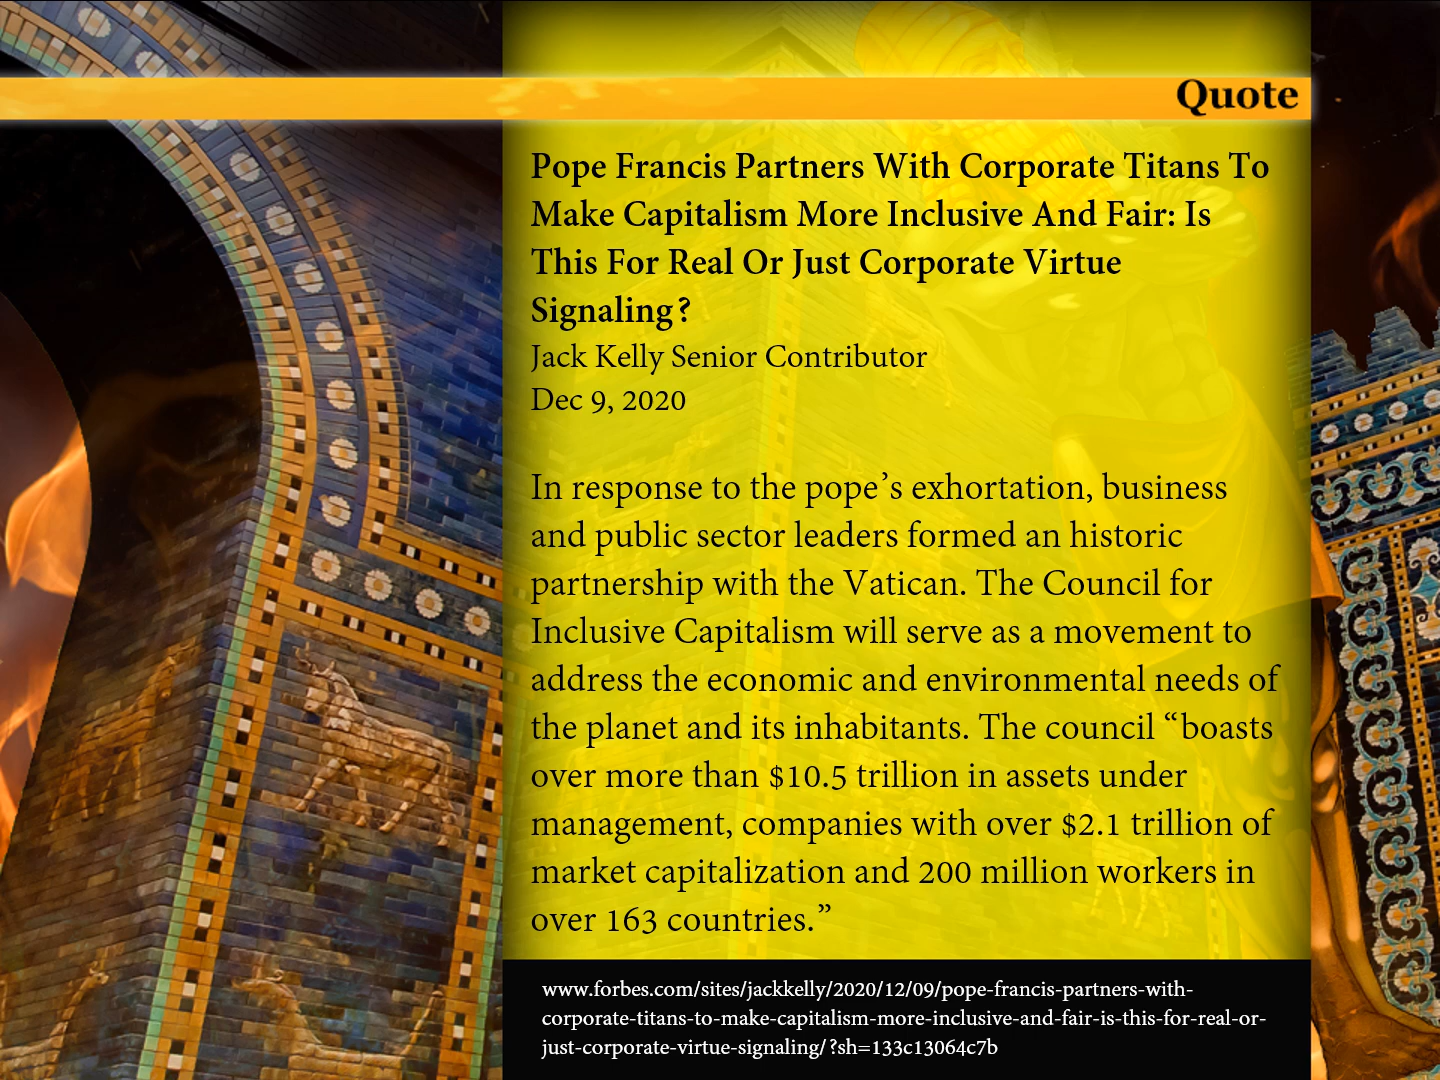 Quote
Pope Francis Partners With Corporate Titans To
Make Capitalism More Inclusive And Fair: Is
This For Real Or Just Corporate Virtue
Signaling?
Jack Kelly Senior Contributor
Dec 9, 2020
In response to the pope’s exhortation, business
and public sector leaders formed an historic
partnership with the Vatican. The Council for
Inclusive Capitalism will serve as a movement to
address the economic and environmental needs of
the planet and its inhabitants. The council “boasts
over more than $10.5 trillion in assets under
management, companies with over $2.1 trillion of
market capitalization and 200 million workers in
over 163 countries.”
www.forbes.com/sites/jackkelly/2020/12/09/pope-francis-partners-with-
corporate-titans-to-make-capitalism-more-inclusive-and-fair-is-this-for-real-or-
just-corporate-virtue-signaling/?sh=133c13064c7b